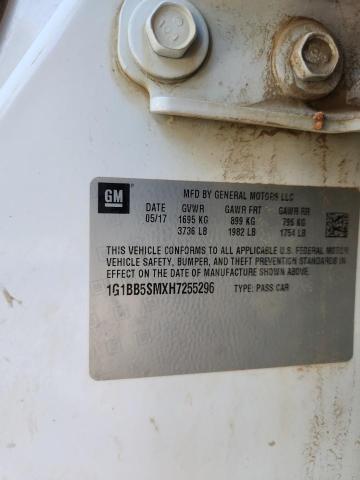 GM
MFD BY GENERAL MOTORS LLC
DATE GVWR GAWR FRT GAWR RR
05/17 1695 KG 899 KG 796 KG
3736 LB 1982 LB 1754 LB
THIS VEHICLE CONFORMS TO ALL APPLICABLE U.S. FEDERAL MOTOR
VEHICLE SAFETY, BUMPER, AND THEFT PREVENTION STANDARDS IN
EFFECT ON THE DATE OF MANUFACTURE SHOWN ABOVE.
1G1BB5SMXH7255296 TYPE: PASS CAR